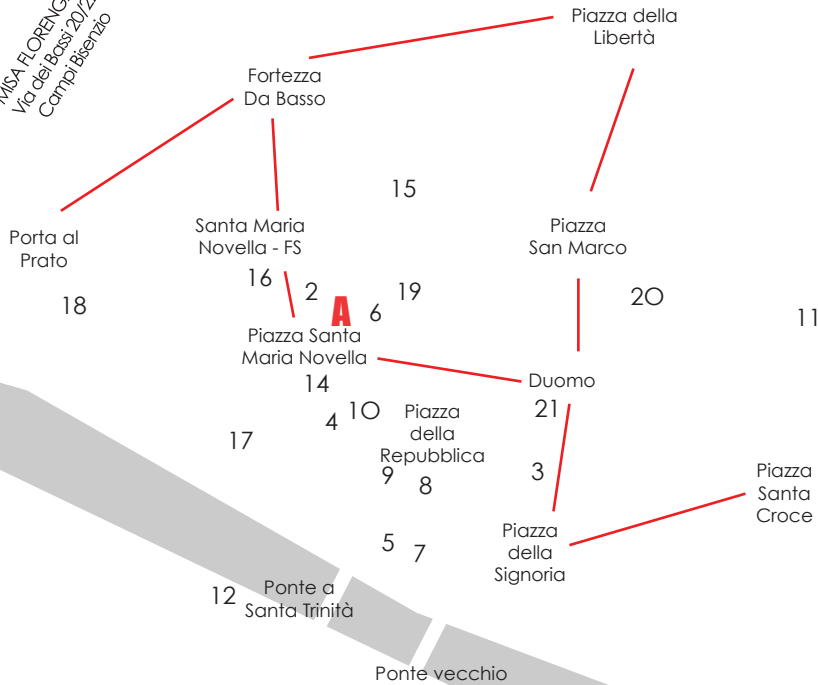 Piazza della
Libertà
MISA FLORENG
Via dei Bassi 20/2
Campi Bisenzio
Fortezza
Da Basso
15
Santa Maria
Novella - FS
Piazza
San Marco
Porta al
Prato
16
2
19
20
18
A
6
11
Piazza Santa
Maria Novella
14
Duomo
10
4
Piazza
della
Repubblica
21
17
9
8
3
Piazza
Santa
Croce
5
7
Piazza
della
Signoria
12
Ponte a
Santa Trinità
Ponte vecchio